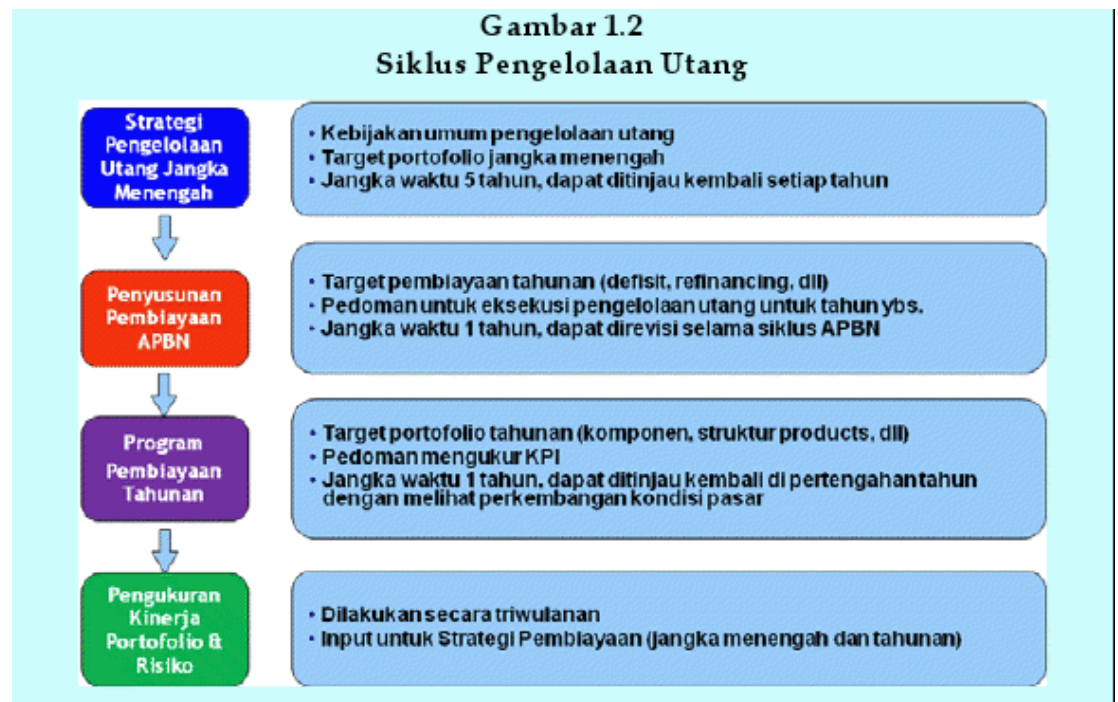 Gambar 1.2
Siklus Pengelolaan Utang
Strategi
Pengelolaan
Utang Jangka
Menengah
• Kebijakan umum pengelolaan utang
• Target portofolio jangka menengah
• Jangka waktu 5 tahun, dapat ditinjau kembali setiap tahun
Penyusunan
Pembiayaan
APBN
• Target pembiayaan tahunan (defisit, refinancing, dll)
• Pedoman untuk eksekusi pengelolaan utang untuk tahun ybs.
• Jangka waktu 1 tahun, dapat direvisi selama siklus APBN
Program
Pembiayaan
Tahunan
• Target portofolio tahunan (komponen, struktur products, dll)
• Pedoman mengukur KPI
• Jangka waktu 1 tahun, dapat ditinjau kembali di pertengahan tahun
dengan melihat perkembangan kondisi pasar
Pengukuran
Kinerja
Portofolio &
Risiko
• Dilakukan secara triwulanan
• Input untuk Strategi Pembiayaan (jangka menengah dan tahunan)